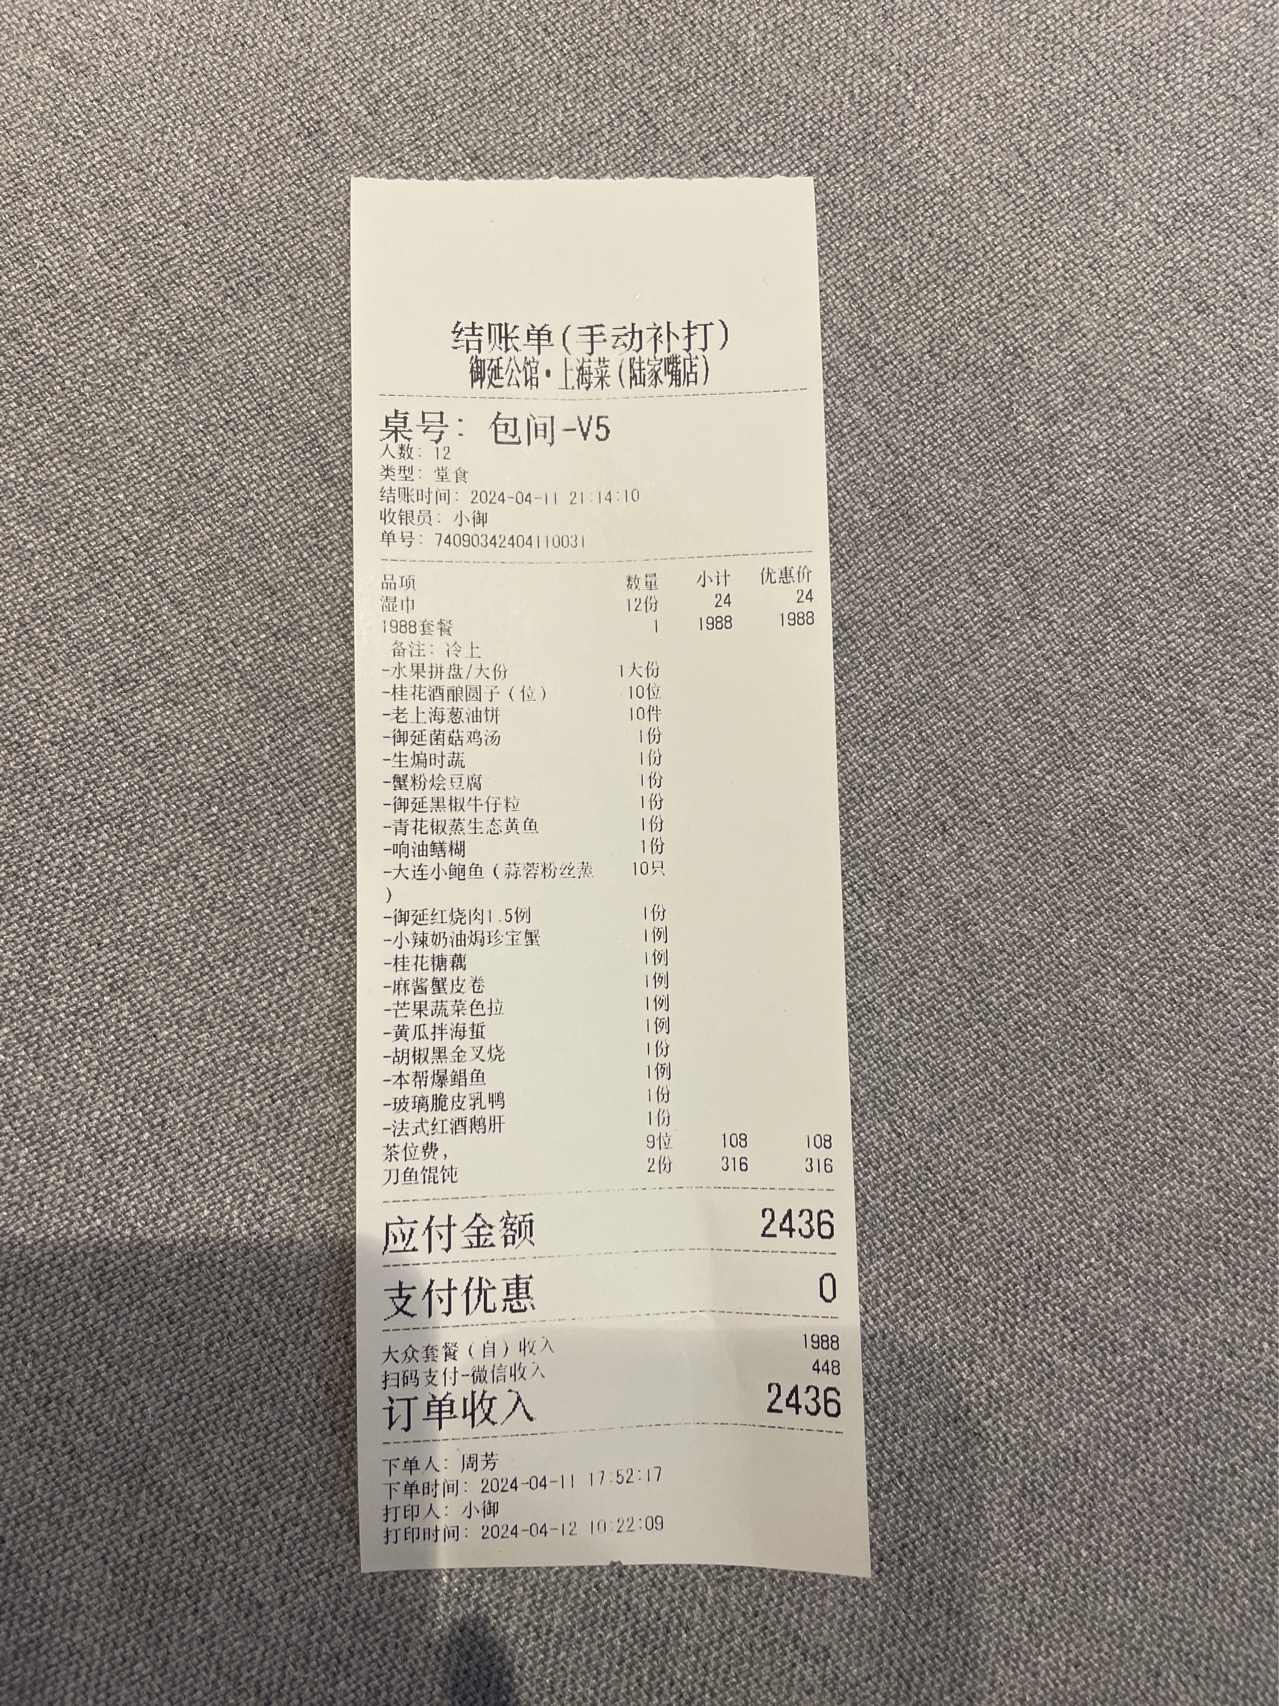 结账单(手动补打)
御延公馆·上海菜(陆家嘴店)
桌号: 包间-V5
人数: 12
类型: 堂食
结账时间: 2024-04-11 21:14:10
收银员: 小御
单号: 74090342404110031
品项 数量 小计 优惠价
湿巾 12份 24 24
1988套餐 1 1988 1988
备注: 冷上
-水果拼盘/大份 1大份
-桂花酒酿圆子(位) 10位
-老上海葱油饼 10件
-御延菌菇鸡汤 1份
-生煸时蔬 1份
-蟹粉烩豆腐 1份
-御延黑椒牛仔粒 1份
-青花椒蒸生态黄鱼 1份
-响油鳝糊 1份
-大连小鲍鱼(蒜蓉粉丝蒸 10只
)
-御延红烧肉1.5例 1份
-小辣奶油焗珍宝蟹 1例
-桂花糖藕 1例
-麻酱蟹皮卷 1例
-芒果蔬菜色拉 1例
-黄瓜拌海蜇 1例
-胡椒黑金叉烧 1份
-本帮爆鲳鱼 1例
-玻璃脆皮乳鸭 1份
-法式红酒鹅肝 1份
茶位费, 9位 108 108
刀鱼馄饨 2份 316 316
应付金额 2436
支付优惠 0
大众套餐(自)收入 1988
扫码支付-微信收入 448
订单收入 2436
下单人: 周芳
下单时间: 2024-04-11 17:52:17
打印人: 小御
打印时间: 2024-04-12 10:22:09